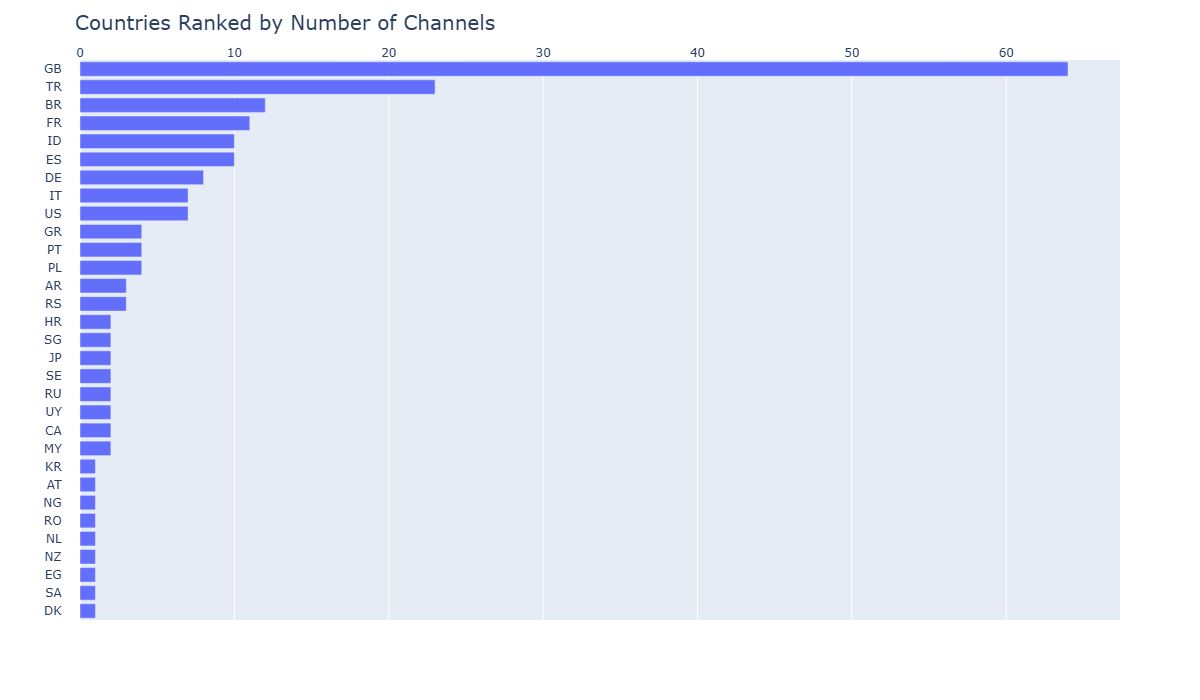 Countries Ranked by Number of Channels
0 10 20 30 40 50 60
GB
TR
BR
FR
ID
ES
DE
IT
US
GR
PT
PL
AR
RS
HR
SG
JP
SE
RU
UY
CA
MY
KR
AT
NG
RO
NL
NZ
EG
SA
DK